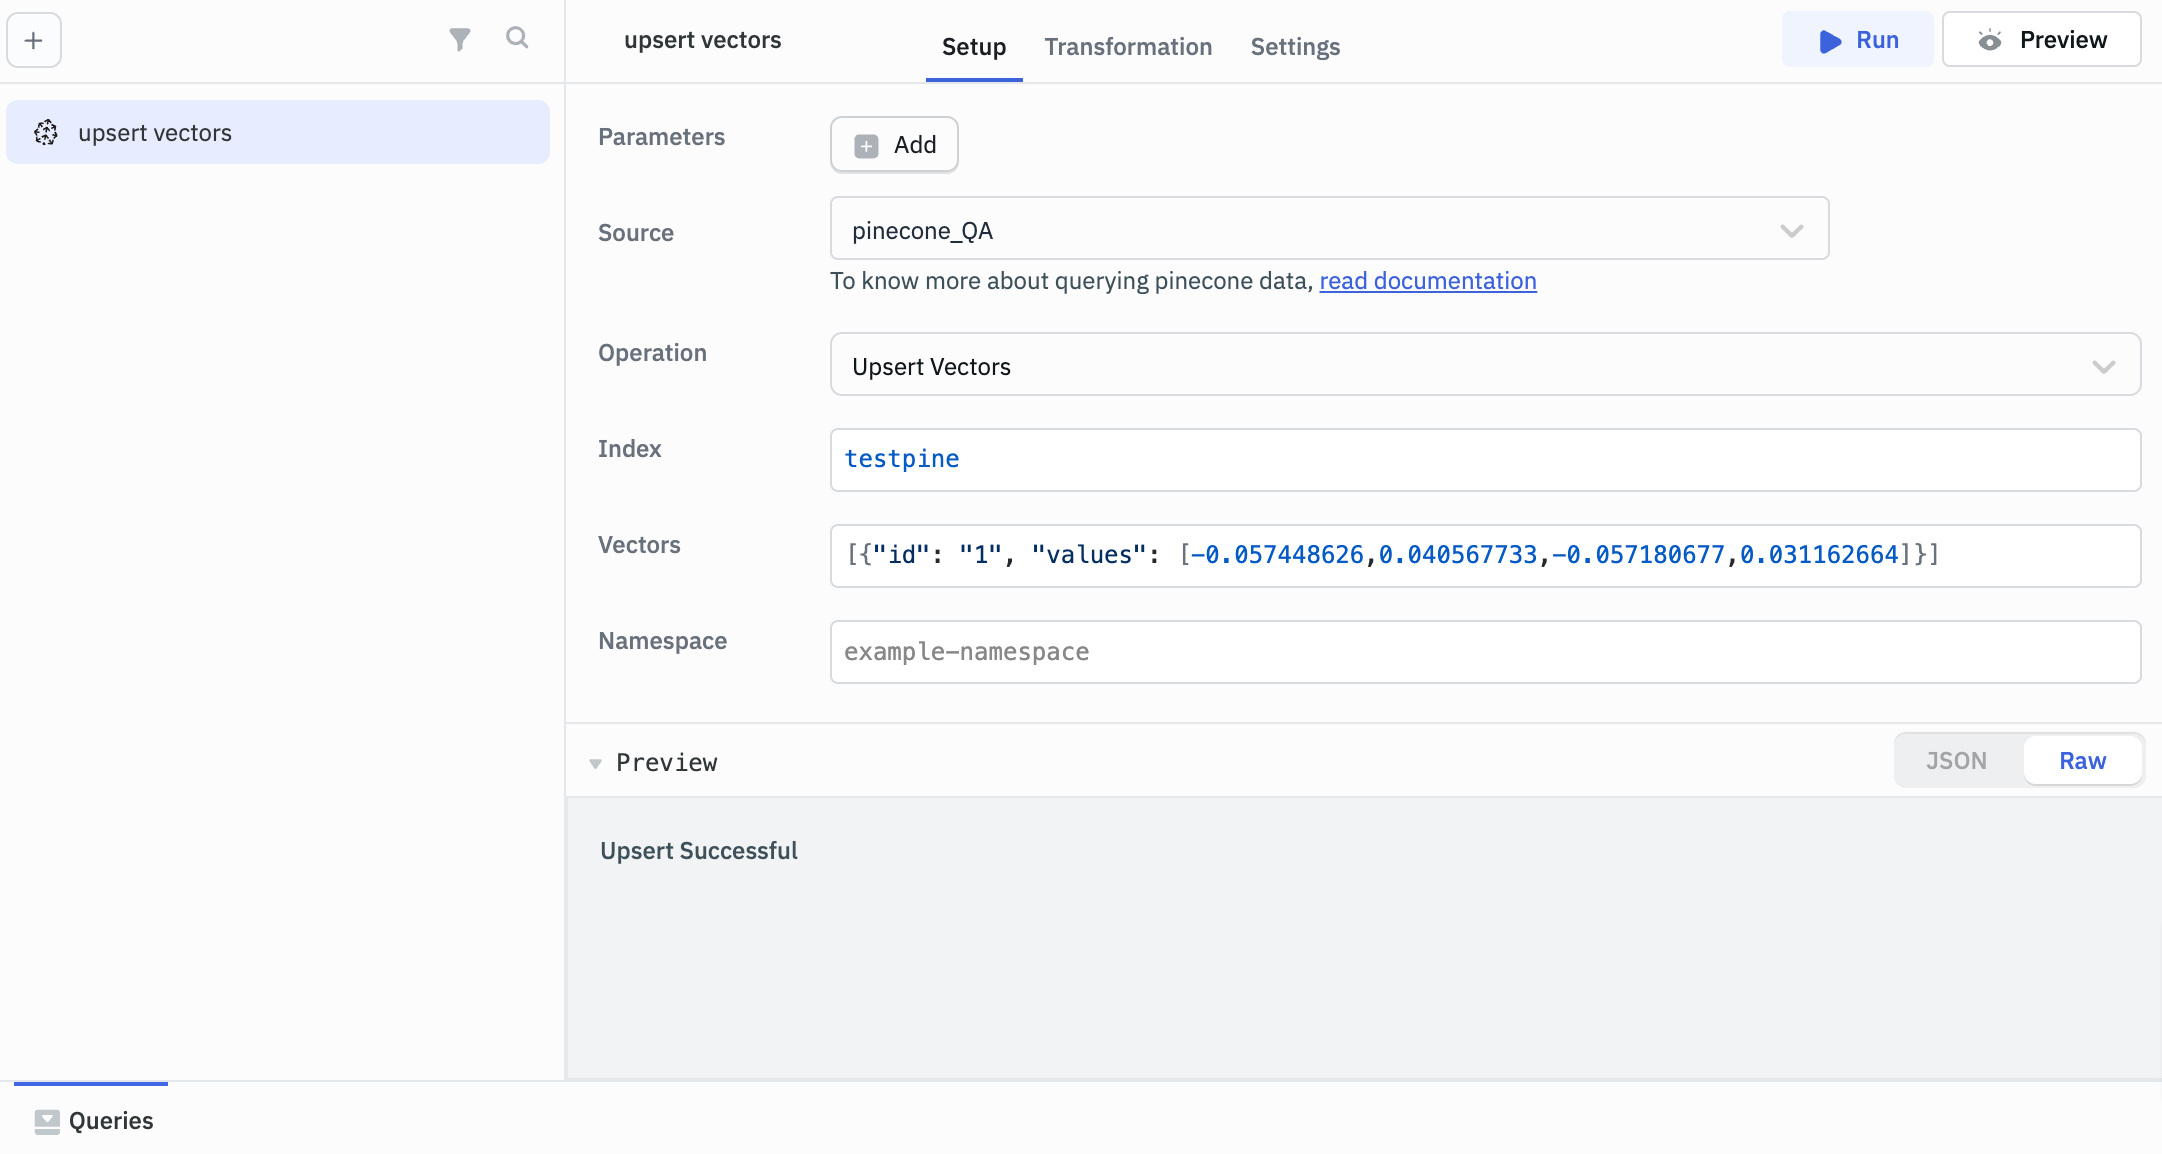 upsert vectors
Setup
Transformation
Settings
Run
Preview
upsert vectors
Parameters
Add
Source
pinecone_QA
To know more about querying pinecone data, read documentation
Operation
Upsert Vectors
Index
testpine
Vectors
[{"id": "1", "values": [-0.057448626,0.040567733,-0.057180677,0.031162664]}]
Namespace
example-namespace
Preview
JSON
Raw
Upsert Successful
Queries